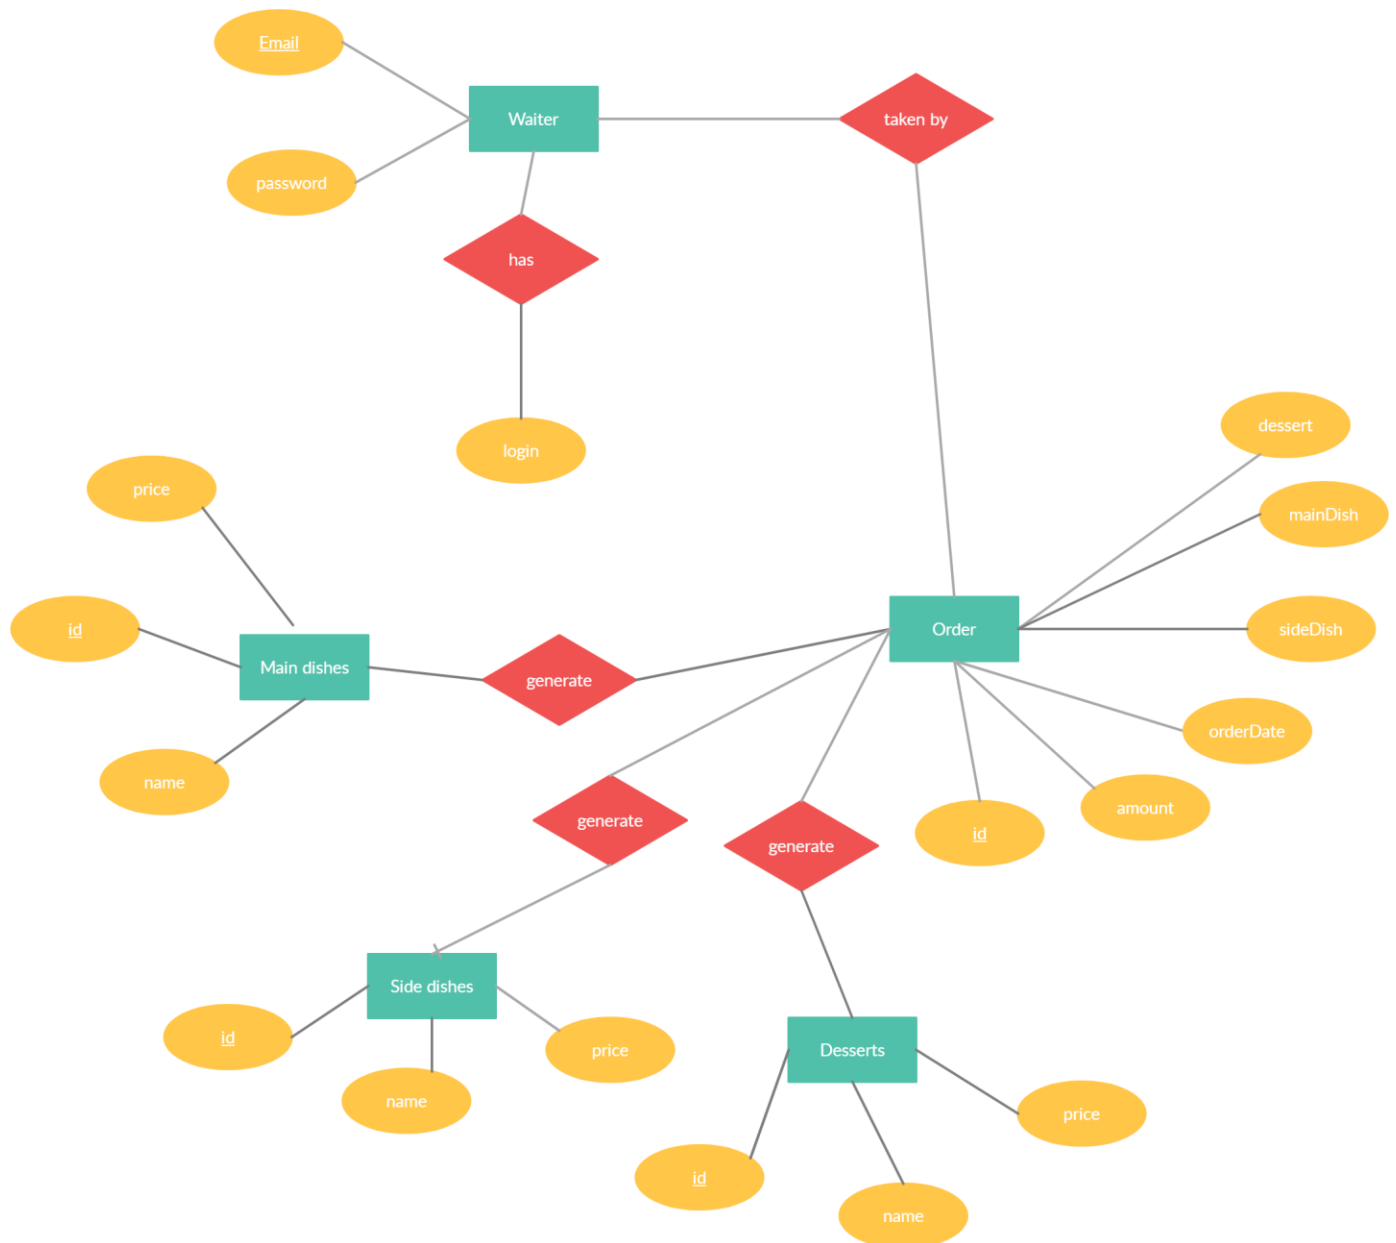 Email
Waiter
taken by
password
has
dessert
login
price
mainDish
id
Order
sideDish
Main dishes
generate
orderDate
name
amount
generate
id
generate
Side dishes
id
price
Desserts
name
price
id
name